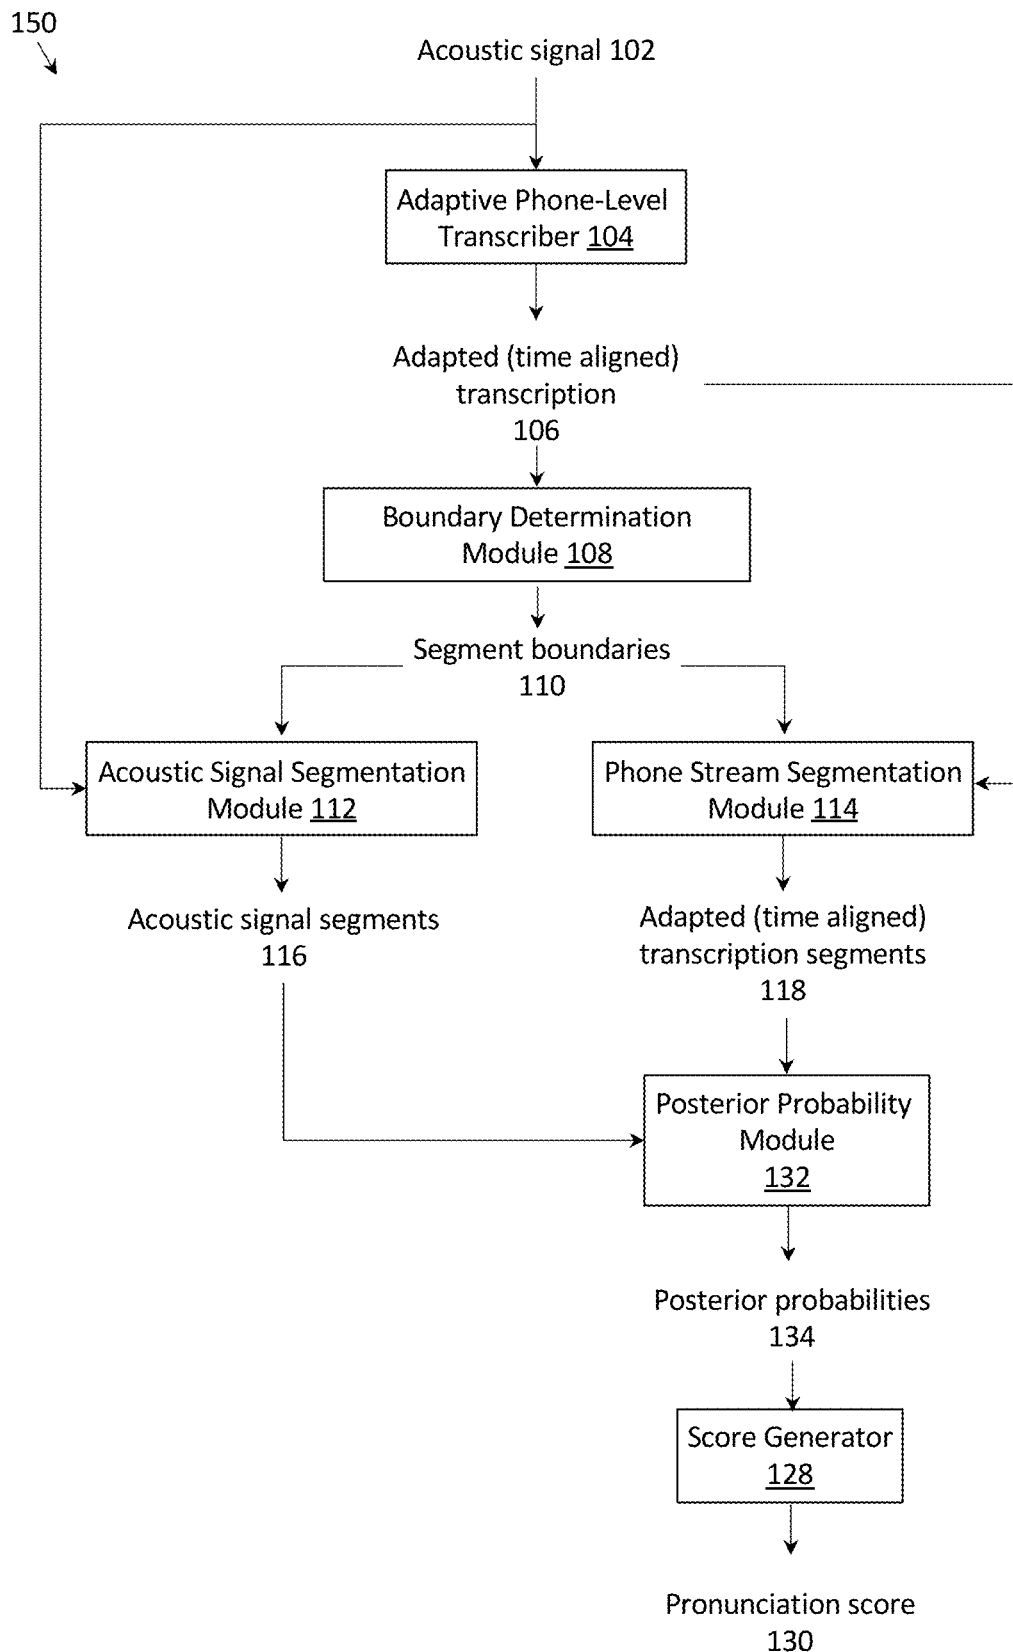 150
Acoustic signal 102
Adaptive Phone-Level
Transcriber 104
Adapted (time aligned)
transcription
106
Boundary Determination
Module 108
Segment boundaries
110
Acoustic Signal Segmentation
Module 112
Phone Stream Segmentation
Module 114
Acoustic signal segments
116
Adapted (time aligned)
transcription segments
118
Posterior Probability
Module
132
Posterior probabilities
134
Score Generator
128
Pronunciation score
130